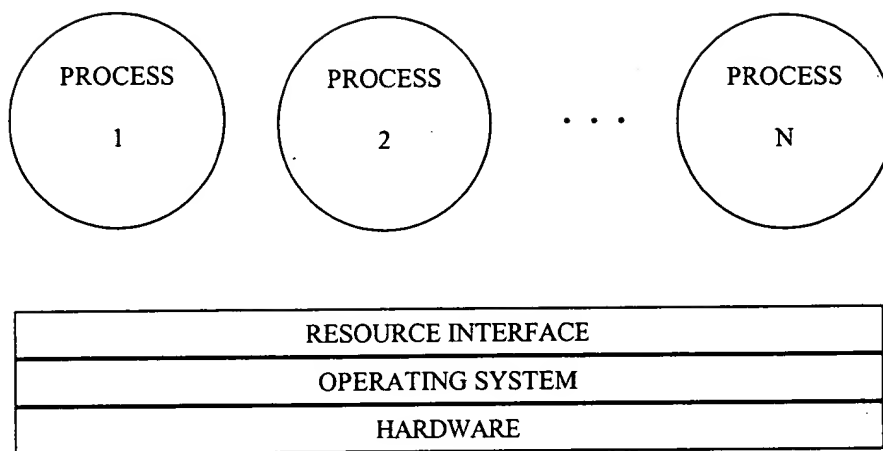 PROCESS
1
PROCESS
2
. . .
PROCESS
N
RESOURCE INTERFACE
OPERATING SYSTEM
HARDWARE